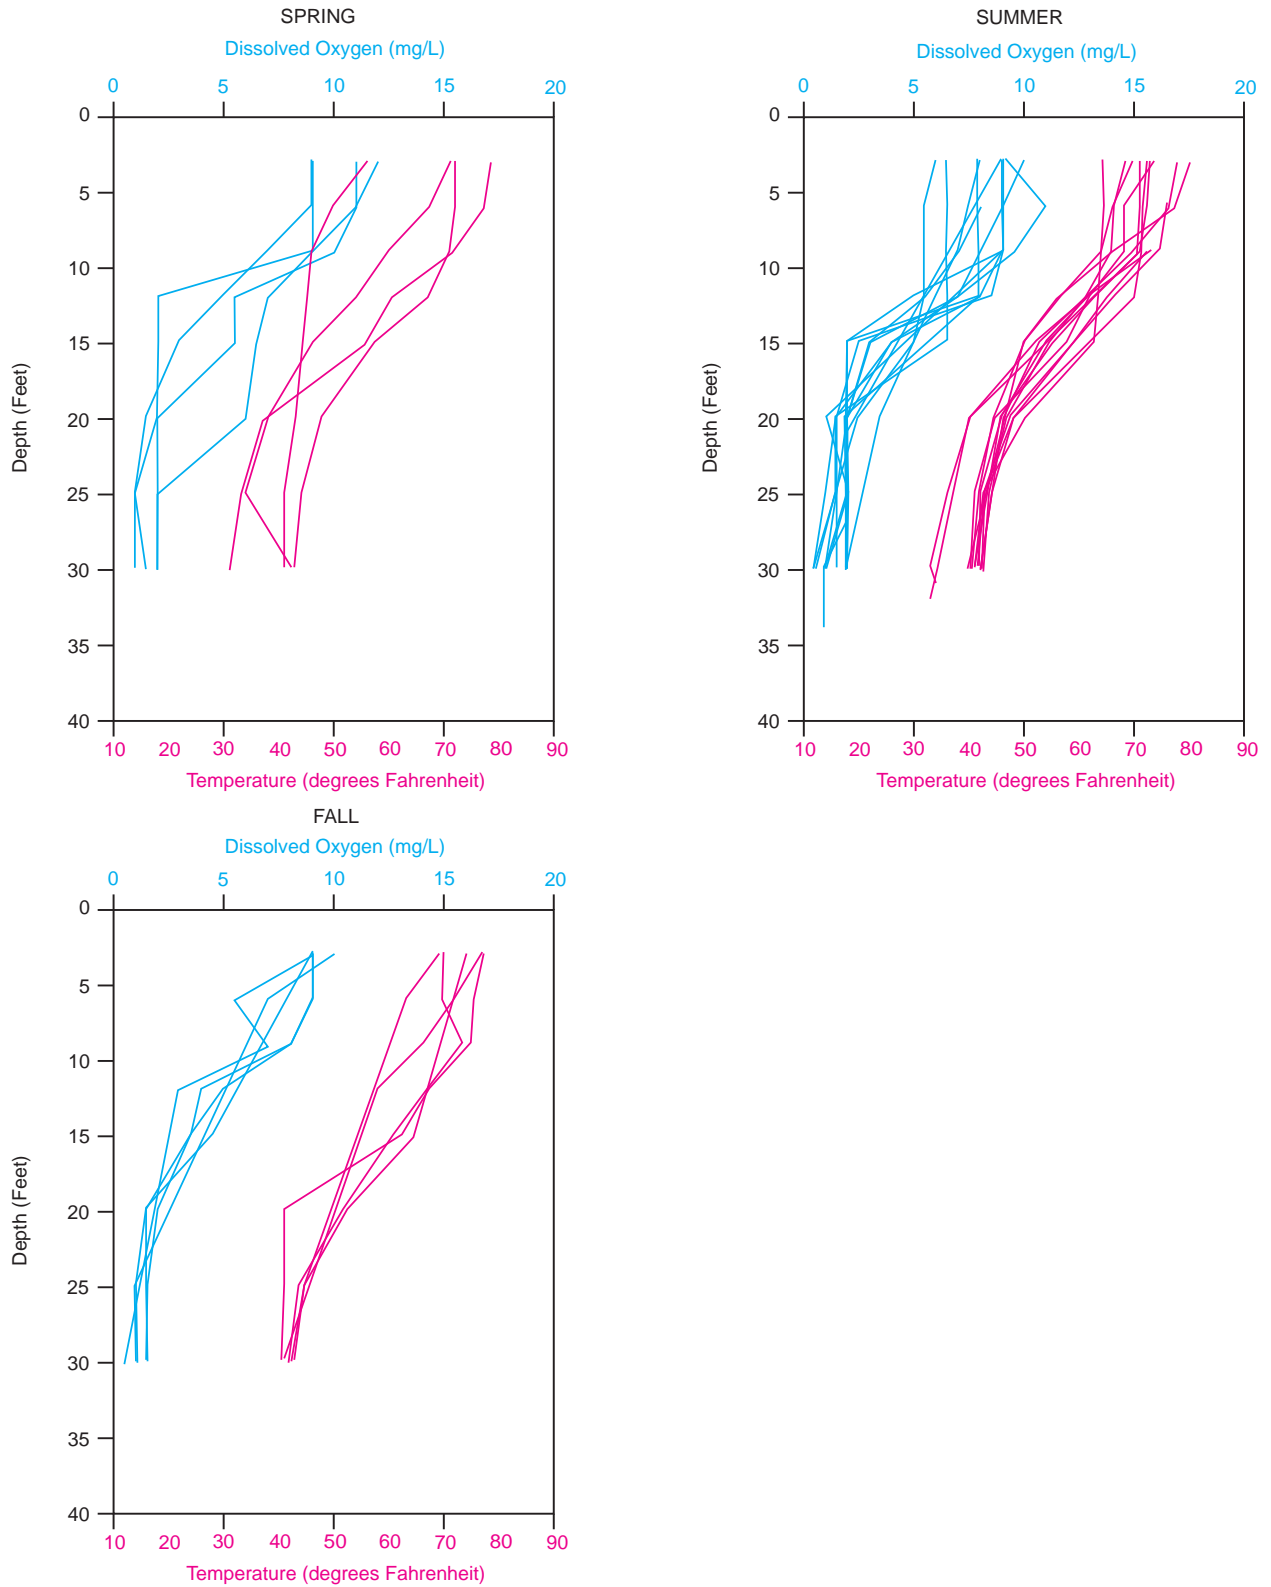 SPRING
Dissolved Oxygen (mg/L)
0 5 10 15 20
0
5
10
15
20
25
30
35
40
Depth (Feet)
10 20 30 40 50 60 70 80 90
Temperature (degrees Fahrenheit)
SUMMER
Dissolved Oxygen (mg/L)
0 5 10 15 20
0
5
10
15
20
25
30
35
40
Depth (Feet)
10 20 30 40 50 60 70 80 90
Temperature (degrees Fahrenheit)
FALL
Dissolved Oxygen (mg/L)
0 5 10 15 20
0
5
10
15
20
25
30
35
40
Depth (Feet)
10 20 30 40 50 60 70 80 90
Temperature (degrees Fahrenheit)